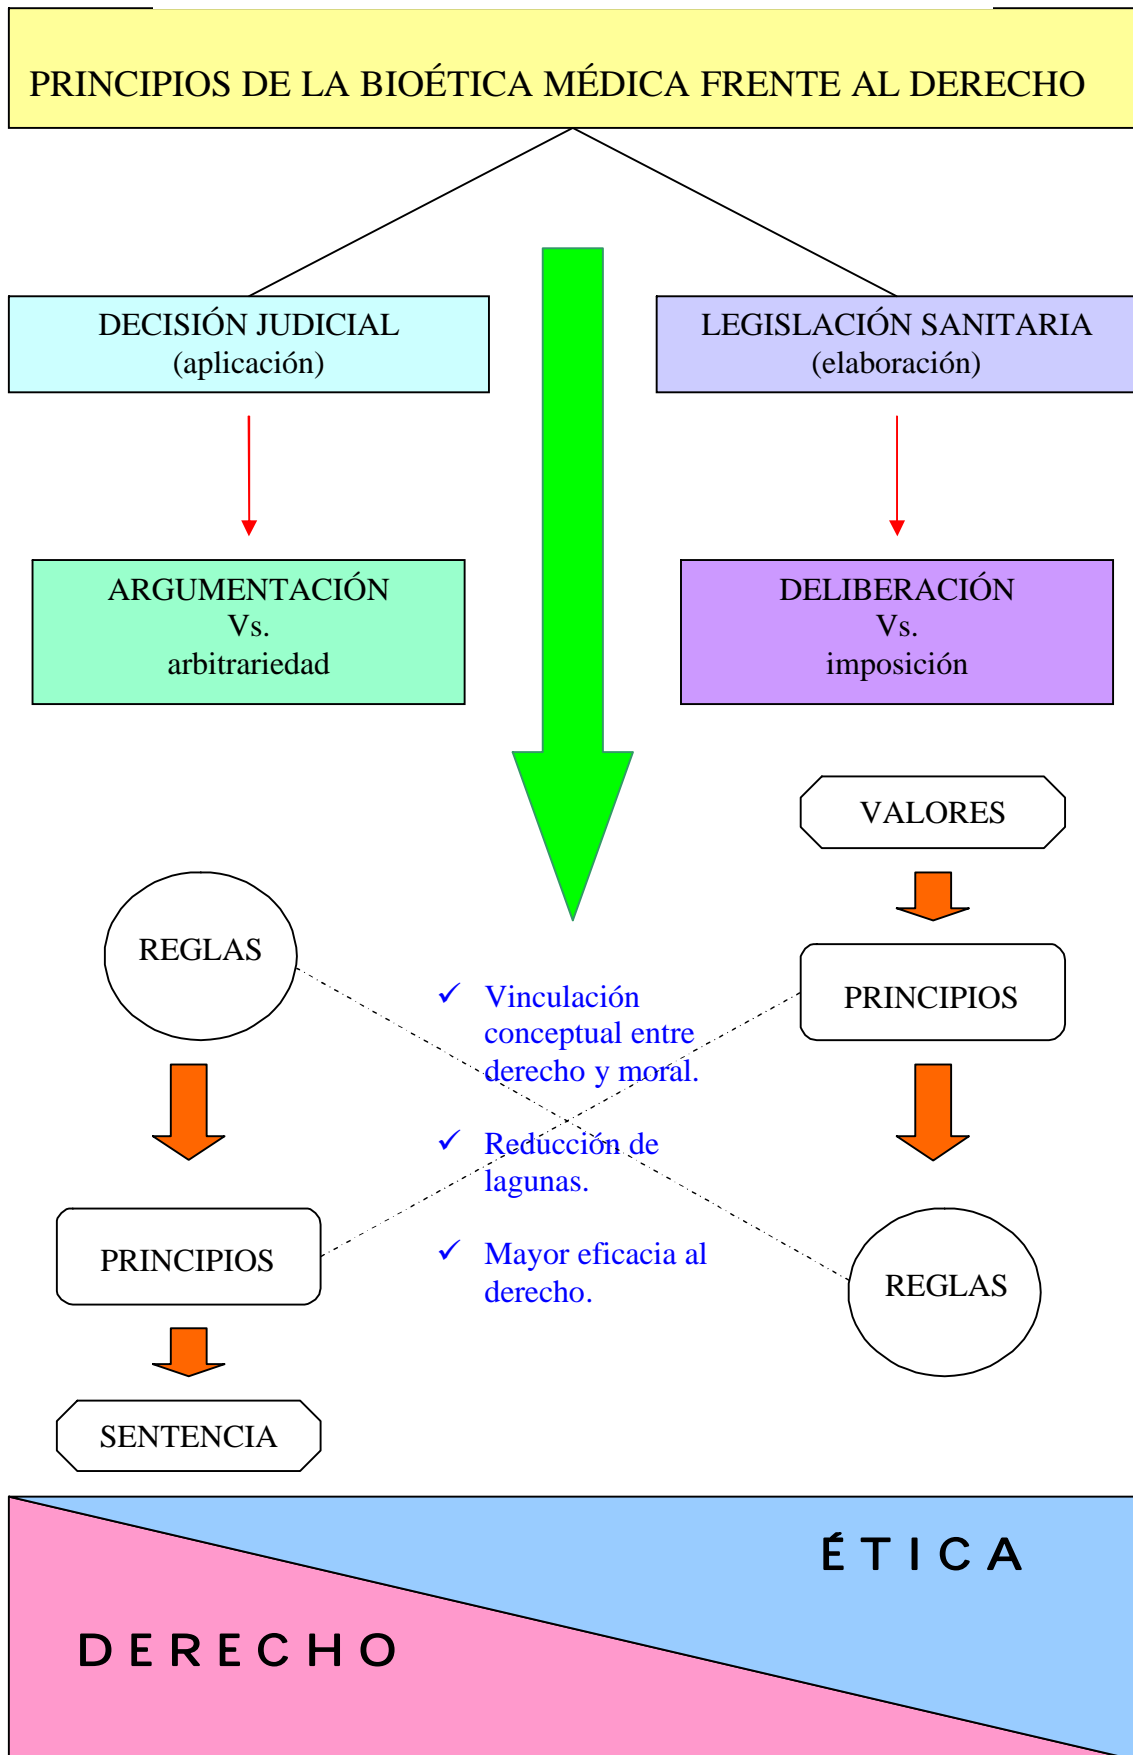 PRINCIPIOS DE LA BIOÉTICA MÉDICA FRENTE AL DERECHO
DECISIÓN JUDICIAL
(aplicación)
LEGISLACIÓN SANITARIA
(elaboración)
ARGUMENTACIÓN
Vs.
arbitrariedad
DELIBERACIÓN
Vs.
imposición
VALORES
REGLAS
PRINCIPIOS
✓ Vinculación
conceptual entre
derecho y moral.
✓ Reducción de
lagunas.
✓ Mayor eficacia al
derecho.
PRINCIPIOS
REGLAS
SENTENCIA
ÉTICA
DERECHO